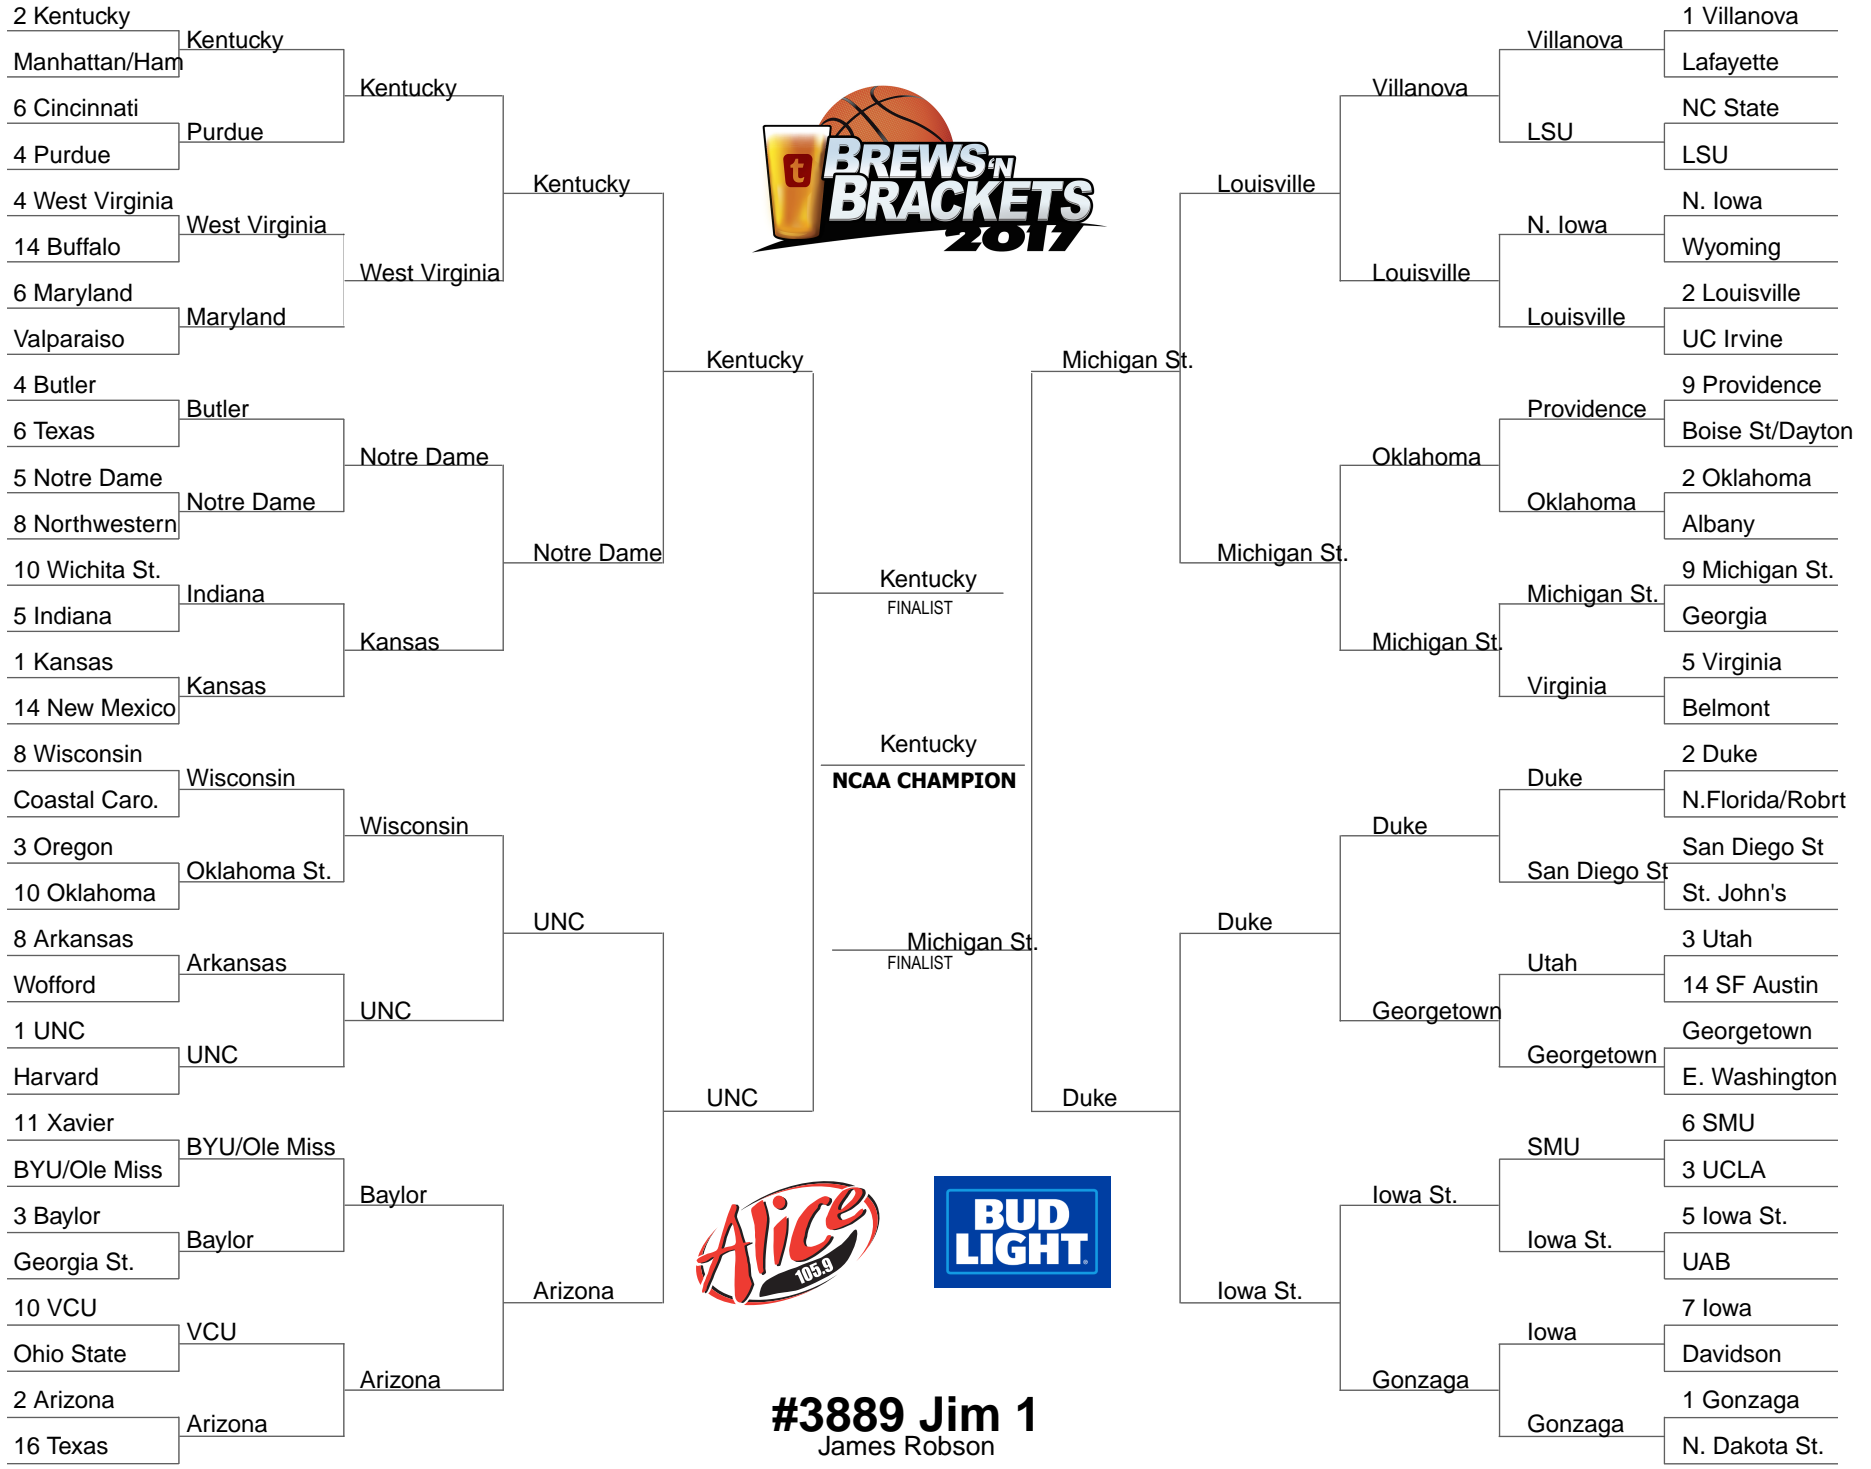 2 Kentucky
Manhattan/Ham
6 Cincinnati
4 Purdue
4 West Virginia
14 Buffalo
6 Maryland
Valparaiso
4 Butler
6 Texas
5 Notre Dame
8 Northwestern
10 Wichita St.
5 Indiana
1 Kansas
14 New Mexico
8 Wisconsin
Coastal Caro.
3 Oregon
10 Oklahoma
8 Arkansas
Wofford
1 UNC
Harvard
11 Xavier
BYU/Ole Miss
3 Baylor
Georgia St.
10 VCU
Ohio State
2 Arizona
16 Texas
Kentucky
Purdue
West Virginia
Maryland
Butler
Notre Dame
Indiana
Kansas
Wisconsin
Oklahoma St.
Arkansas
UNC
BYU/Ole Miss
Baylor
VCU
Arizona
Kentucky
West Virginia
Notre Dame
Kansas
Wisconsin
UNC
Baylor
Arizona
Kentucky
Notre Dame
UNC
Arizona
Kentucky
UNC
t
BREWS 'N
BRACKETS
2017
Kentucky
FINALIST
Kentucky
NCAA CHAMPION
Michigan St.
FINALIST
Alice
105.9
BUD
LIGHT
#3889 Jim 1
James Robson
Michigan St.
Duke
Louisville
Michigan St.
Duke
Iowa St.
Villanova
Louisville
Oklahoma
Michigan St.
Duke
Georgetown
Iowa St.
Gonzaga
Villanova
LSU
N. Iowa
Louisville
Providence
Oklahoma
Michigan St.
Virginia
Duke
San Diego St
Utah
Georgetown
SMU
Iowa St.
Iowa
Gonzaga
1 Villanova
Lafayette
NC State
LSU
N. Iowa
Wyoming
2 Louisville
UC Irvine
9 Providence
Boise St/Dayton
2 Oklahoma
Albany
9 Michigan St.
Georgia
5 Virginia
Belmont
2 Duke
N.Florida/Robrt
San Diego St
St. John's
3 Utah
14 SF Austin
Georgetown
E. Washington
6 SMU
3 UCLA
5 Iowa St.
UAB
7 Iowa
Davidson
1 Gonzaga
N. Dakota St.